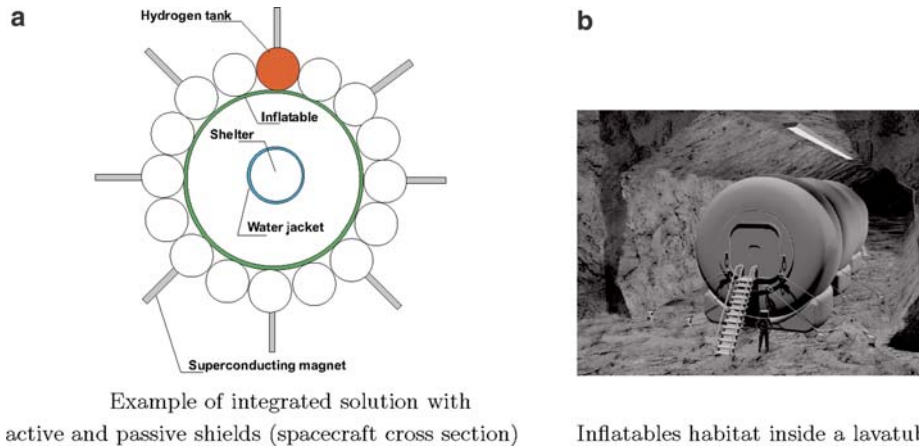 a
b
Hydrogen tank
Inflatable
Shelter
Water jacket
Superconducting magnet
Example of integrated solution with
active and passive shields (spacecraft cross section)
Inflatables habitat inside a lavatu